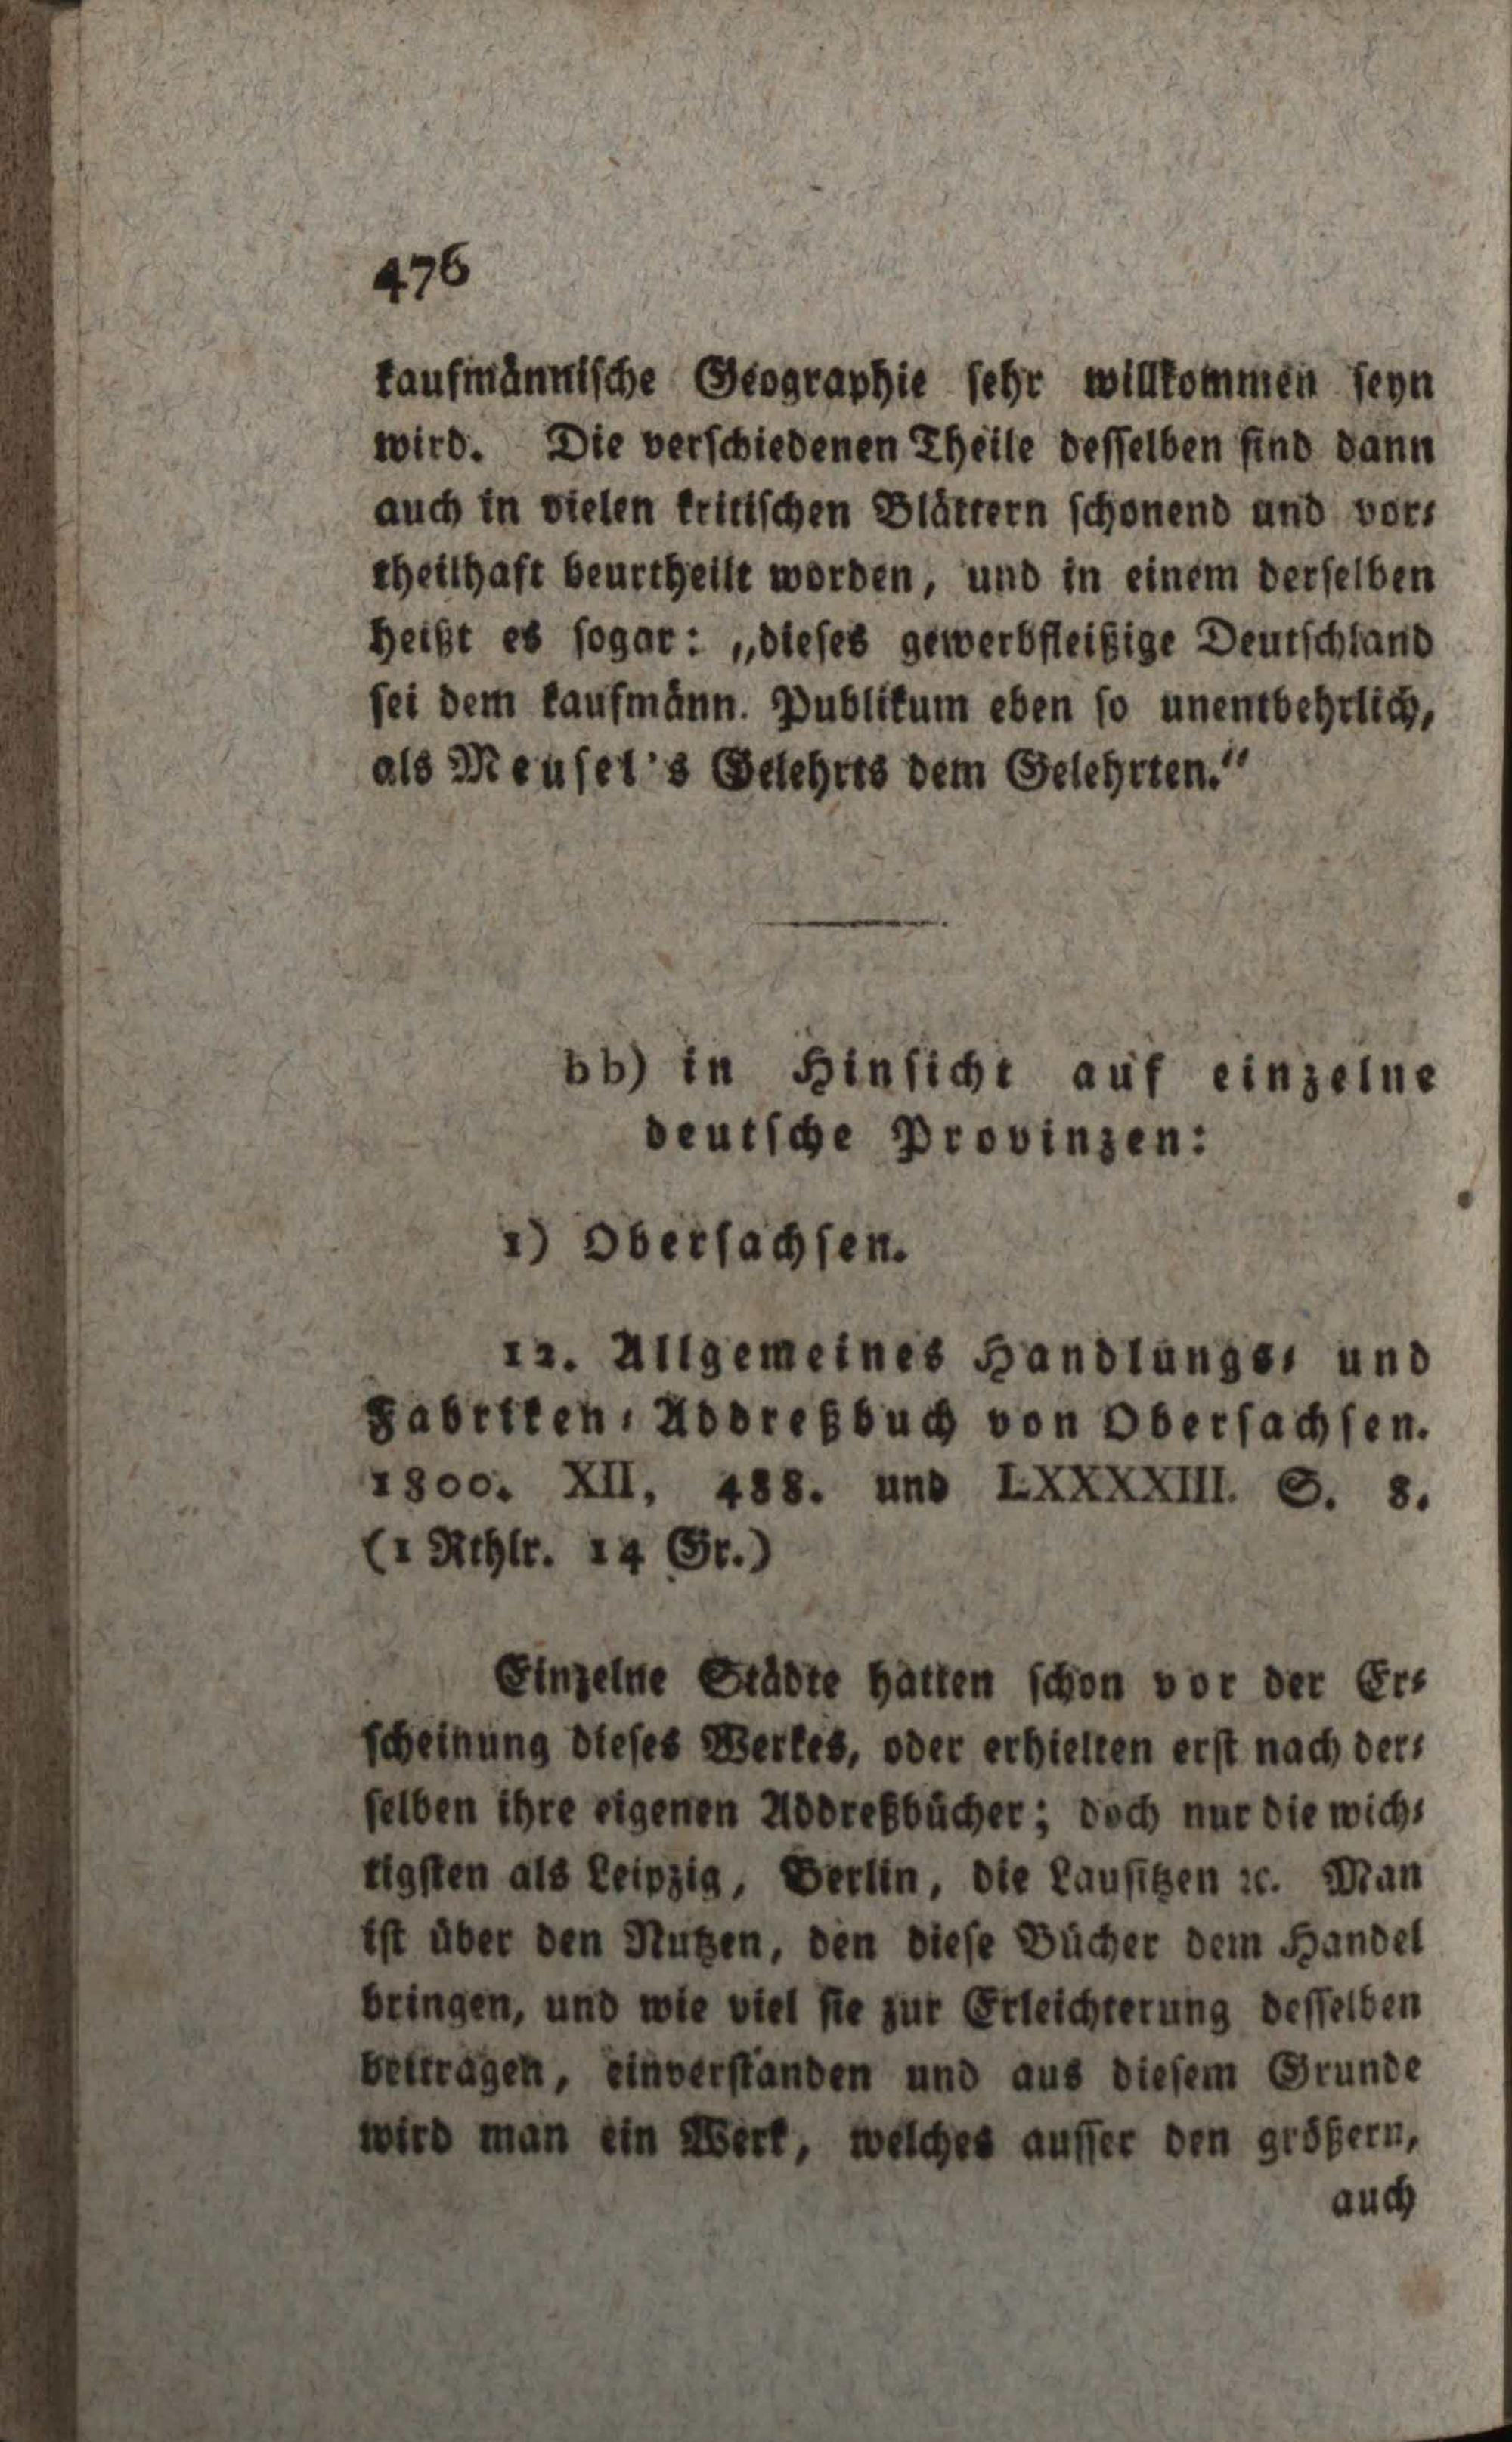 476
kaufmännische Geographie sehr willkommen seyn
wird. Die verschiedenen Theile desselben sind dann
auch in vielen kritischen Blättern schonend und vor⸗
theilhaft beurtheilt worden, und in einem derselben
heißt es sogar: „dieses gewerbfleißige Deutschland
sei dem kaufmänn. Publikum eben so unentbehrlich,
als Meusel's Gelehrts dem Gelehrten.“
bb) in Hinsicht auf einzelne
deutsche Provinzen:
1) Obersachsen.
12. Allgemeines Handlungs⸗ und
Fabriken⸗Addreßbuch von Obersachsen.
1800. XII, 488. und LXXXXXIII. S. 8.
(1 Rthlr. 14 Gr.)
Einzelne Städte hatten schon vor der Er⸗
scheinung dieses Werkes, oder erhielten erst nach der⸗
selben ihre eigenen Addreßbücher; doch nur die wich⸗
tigsten als Leipzig, Berlin, die Lausitzen ꝛc. Man
ist über den Nutzen, den diese Bücher dem Handel
bringen, und wie viel sie zur Erleichterung desselben
beitragen, einverstanden und aus diesem Grunde
wird man ein Werk, welches ausser den größern,
auch